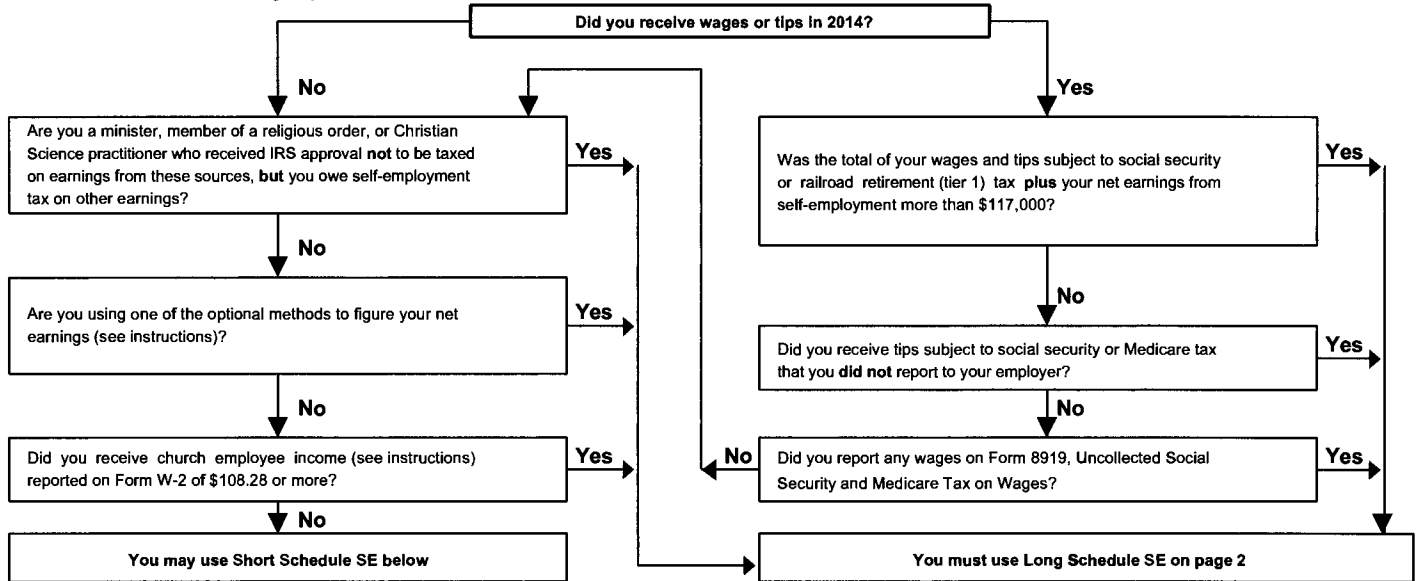 Did you receive wages or tips in 2014?
No
Yes
Are you a minister, member of a religious order, or Christian
Science practitioner who received IRS approval not to be taxed
on earnings from these sources, but you owe self-employment
tax on other earnings?
Yes
Was the total of your wages and tips subject to social security
or railroad retirement (tier 1) tax plus your net earnings from
self-employment more than $117,000?
Yes
No
No
Are you using one of the optional methods to figure your net
earnings (see instructions)?
Yes
Did you receive tips subject to social security or Medicare tax
that you did not report to your employer?
Yes
No
No
Did you receive church employee income (see instructions)
reported on Form W-2 of $108.28 or more?
Yes
No
Did you report any wages on Form 8919, Uncollected Social
Security and Medicare Tax on Wages?
Yes
No
You may use Short Schedule SE below
You must use Long Schedule SE on page 2